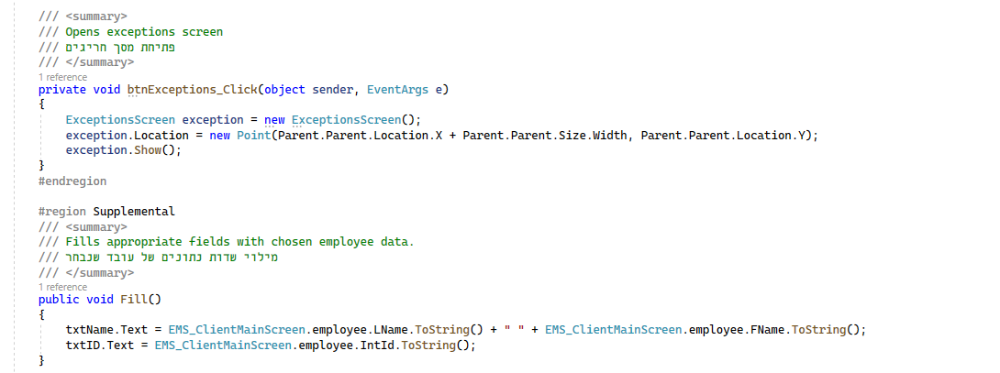 /// <summary>
/// Opens exceptions screen
/// פתיחת מסך חריגים
/// </summary>
1 reference
private void btnExceptions_Click(object sender, EventArgs e)
{
ExceptionsScreen exception = new ExceptionsScreen();
exception.Location = new Point(Parent.Parent.Location.X + Parent.Parent.Size.Width, Parent.Parent.Location.Y);
exception.Show();
}
#endregion
#region Supplemental
/// <summary>
/// Fills appropriate fields with chosen employee data.
/// מילוי שדות נתונים של עובד שנבחר
/// </summary>
1 reference
public void Fill()
{
txtName.Text = EMS_ClientMainScreen.employee.LName.ToString() + " " + EMS_ClientMainScreen.employee.FName.ToString();
txtID.Text = EMS_ClientMainScreen.employee.IntId.ToString();
}